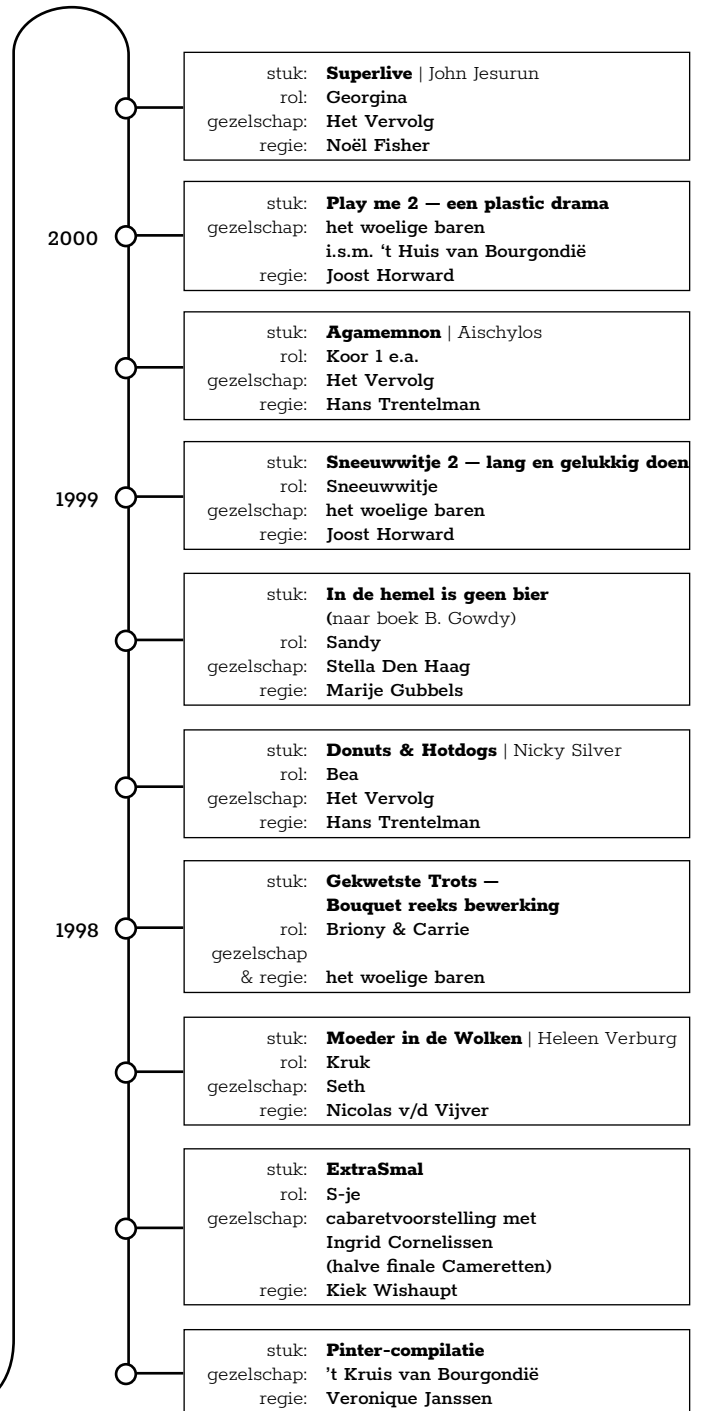 stuk: Superlive | John Jesurun
rol: Georgina
gezelschap: Het Vervolg
regie: Noël Fisher
2000
stuk: Play me 2 — een plastic drama
gezelschap: het woelige baren
i.s.m. ‘t Huis van Bourgondië
regie: Joost Horward
stuk: Agamemnon | Aischylos
rol: Koor 1 e.a.
gezelschap: Het Vervolg
regie: Hans Trentelman
1999
stuk: Sneeuwwitje 2 — lang en gelukkig doen
rol: Sneeuwwitje
gezelschap: het woelige baren
regie: Joost Horward
stuk: In de hemel is geen bier
(naar boek B. Gowdy)
rol: Sandy
gezelschap: Stella Den Haag
regie: Marije Gubbels
stuk: Donuts & Hotdogs | Nicky Silver
rol: Bea
gezelschap: Het Vervolg
regie: Hans Trentelman
1998
stuk: Gekwetste Trots —
Bouquet reeks bewerking
rol: Briony & Carrie
gezelschap
& regie: het woelige baren
stuk: Moeder in de Wolken | Heleen Verburg
rol: Kruk
gezelschap: Seth
regie: Nicolas v/d Vijver
stuk: ExtraSmal
rol: S-je
gezelschap: cabaretvoorstelling met
Ingrid Cornelissen
(halve finale Cameretten)
regie: Kiek Wishaupt
stuk: Pinter-compilatie
gezelschap: ’t Kruis van Bourgondië
regie: Veronique Janssen